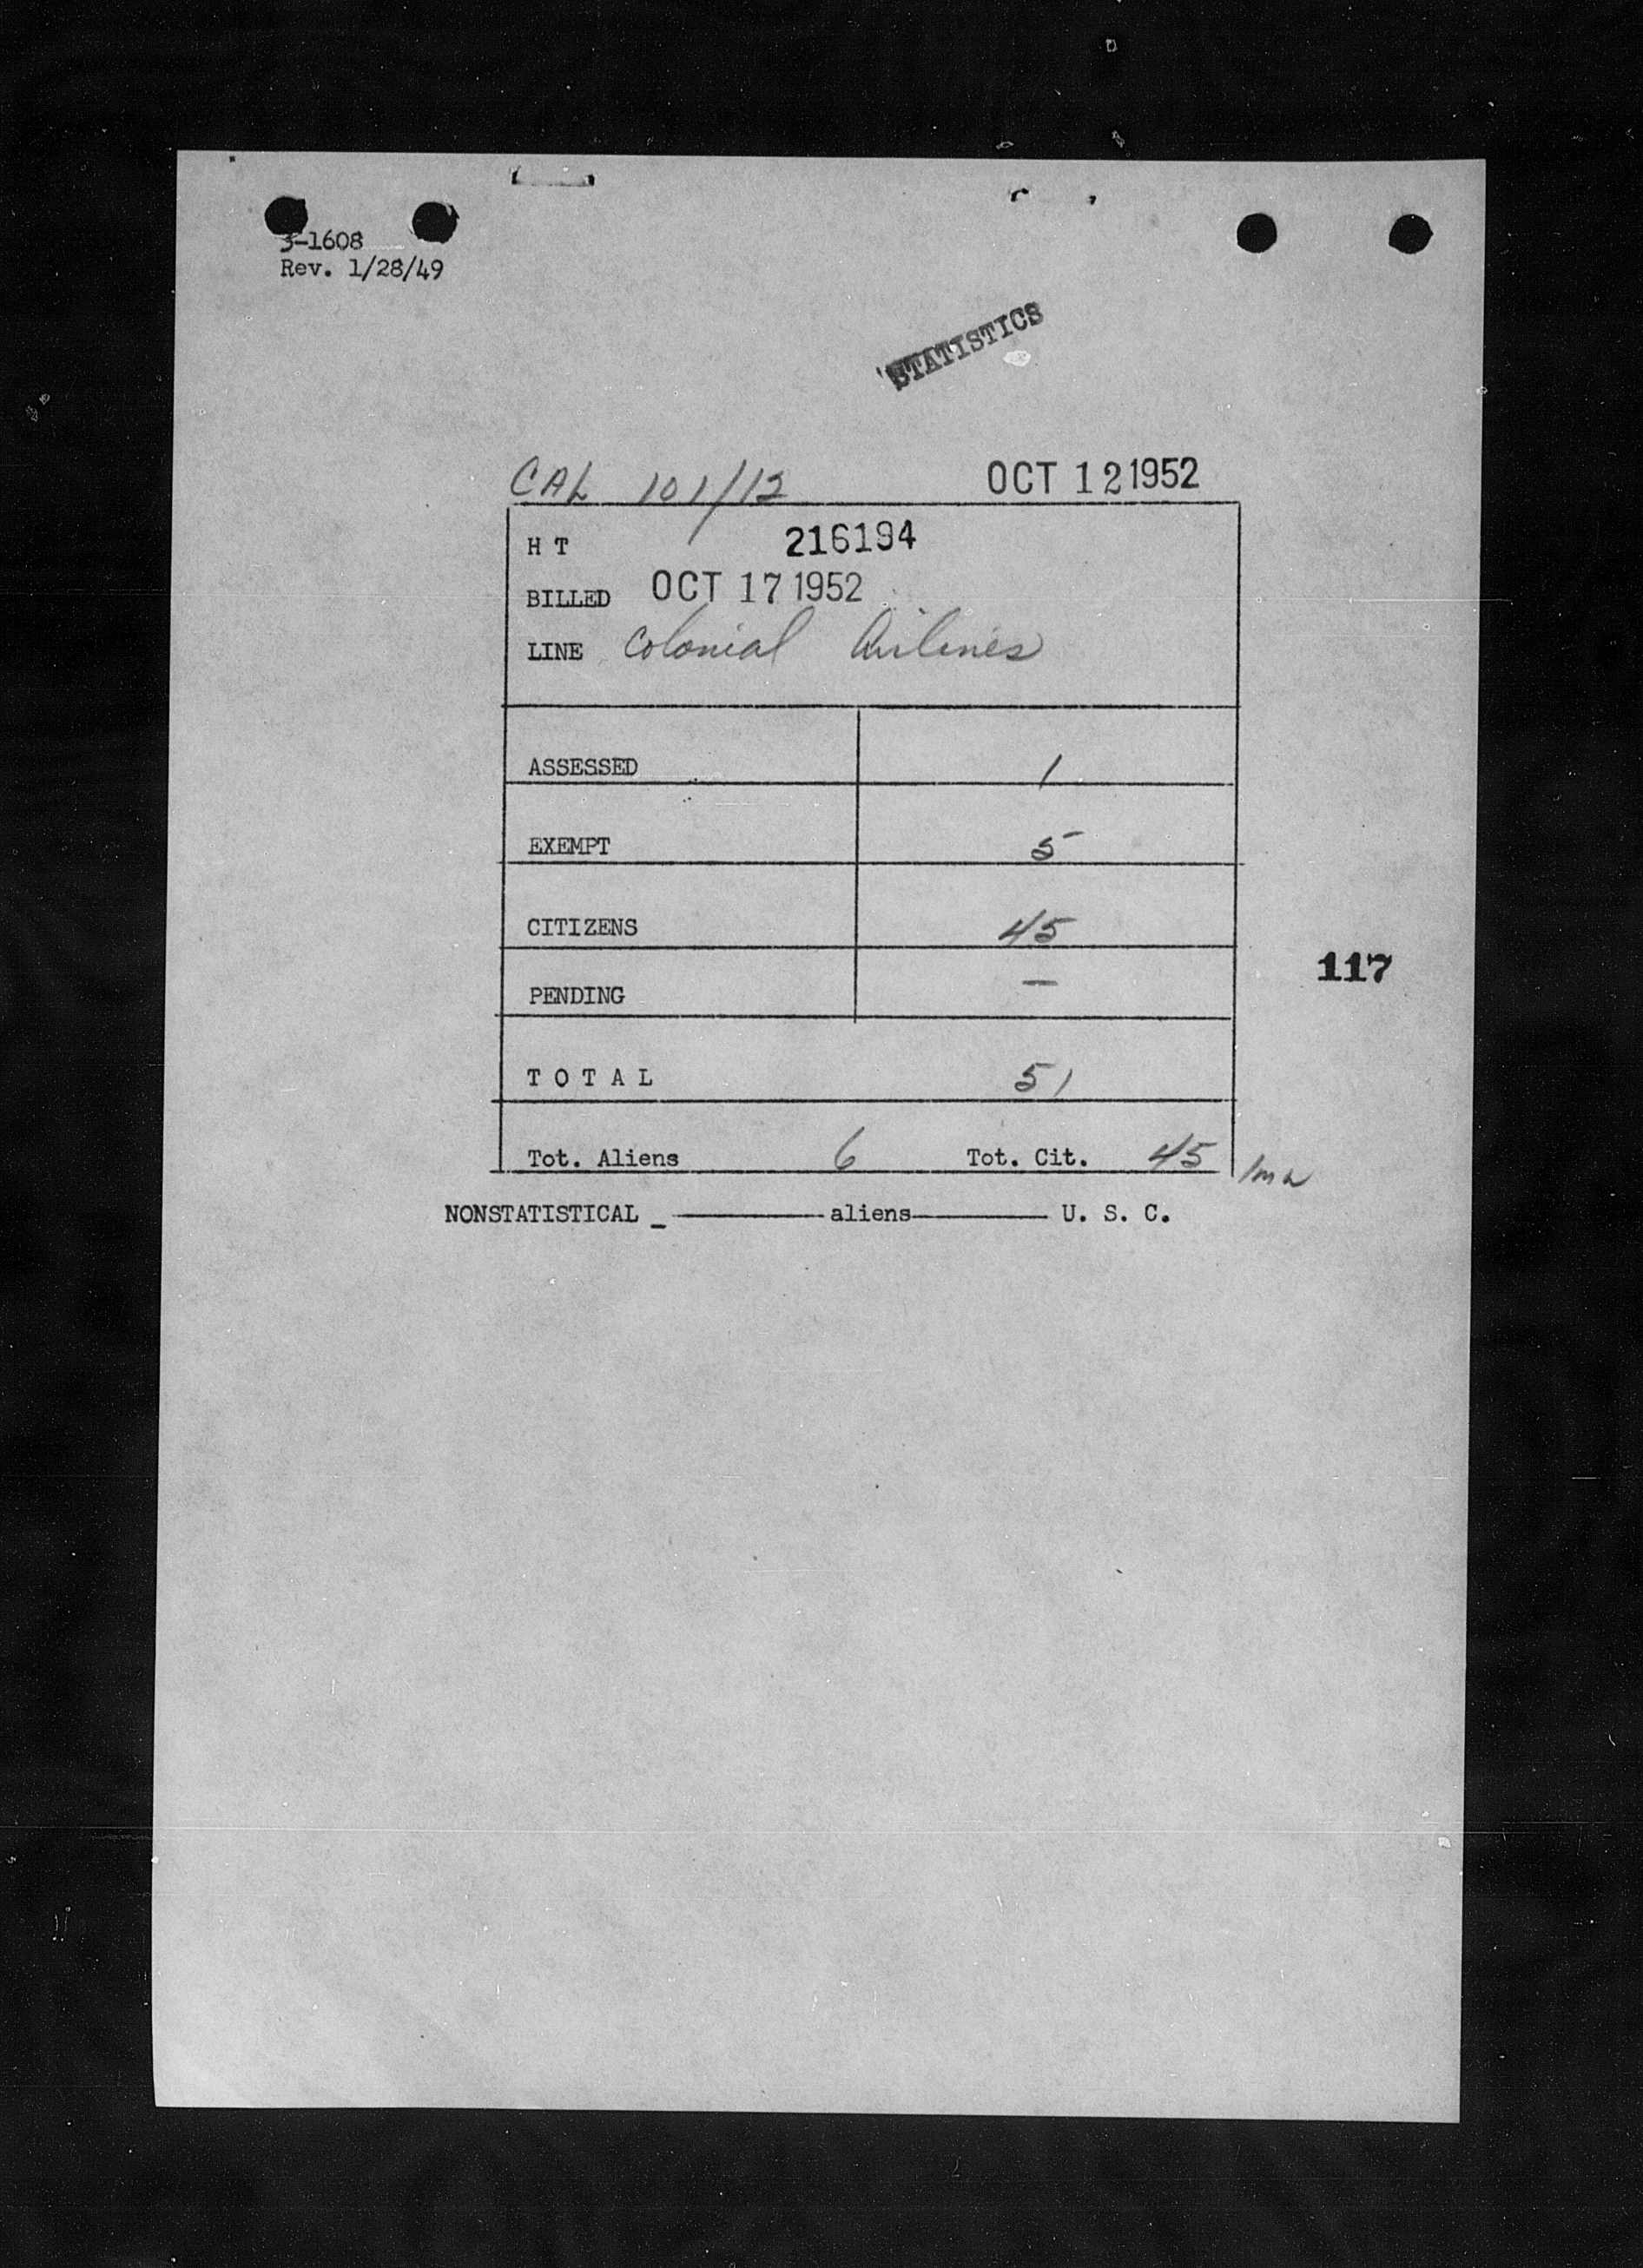 3-1608
Rev. 1/28/49
STATISTICS
CAL 101/12 OCT 12 1952
H T 216194
BILLED OCT 17 1952
LINE Colonial Airlines
ASSESSED 1
EXEMPT 5
CITIZENS 45
117
PENDING —
T O T A L 51
Tot. Aliens 6 Tot. Cit. 45
NONSTATISTICAL _ ——— aliens ——— U. S. C.